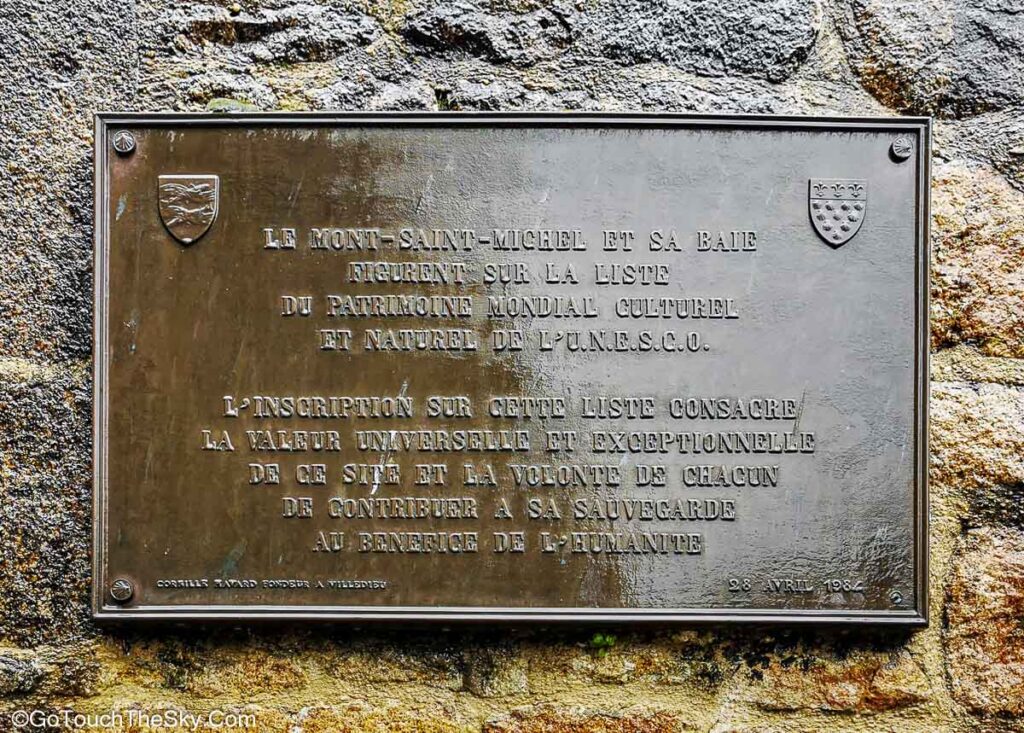 LE MONT-SAINT-MICHEL ET SA BAIE
FIGURENT SUR LA LISTE
DU PATRIMOINE MONDIAL CULTUREL
ET NATUREL DE L'U.N.E.S.C.O.
L'INSCRIPTION SUR CETTE LISTE CONSACRE
LA VALEUR UNIVERSELLE ET EXCEPTIONNELLE
DE CE SITE ET LA VOLONTE DE CHACUN
DE CONTRIBUER A SA SAUVEGARDE
AU BENEFICE DE L'HUMANITE
FONDEUR A VILLEDIEU
28 AVRIL 1984
©GoTouchTheSky.Com